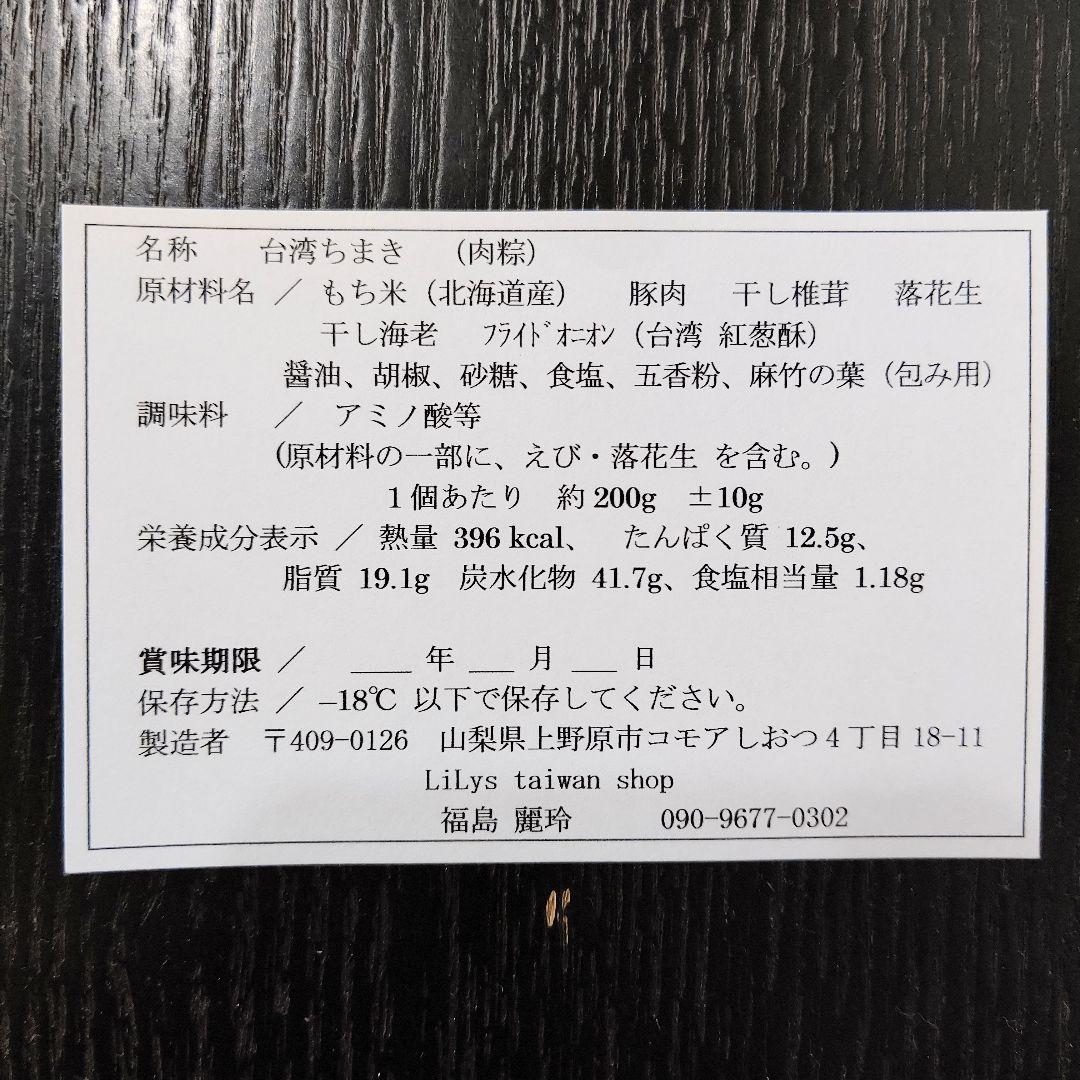 名称　台湾ちまき　（肉粽）
原材料名 ／ もち米（北海道産）　豚肉　干し椎茸　落花生
干し海老　ﾌﾗｲﾄﾞｵﾆｵﾝ（台湾 紅葱酥）
醤油、胡椒、砂糖、食塩、五香粉、麻竹の葉（包み用）
調味料　／　アミノ酸等
(原材料の一部に、えび・落花生 を含む。)
1個あたり　約200g　±10g
栄養成分表示 ／ 熱量 396 kcal、　たんぱく質 12.5g、
脂質 19.1g　炭水化物 41.7g、食塩相当量 1.18g
賞味期限 ／　____ 年 ___ 月 ___ 日
保存方法 ／ –18℃ 以下で保存してください。
製造者　〒409-0126　山梨県上野原市コモアしおつ4丁目18-11
LiLys taiwan shop
福島 麗玲　090-9677-0302